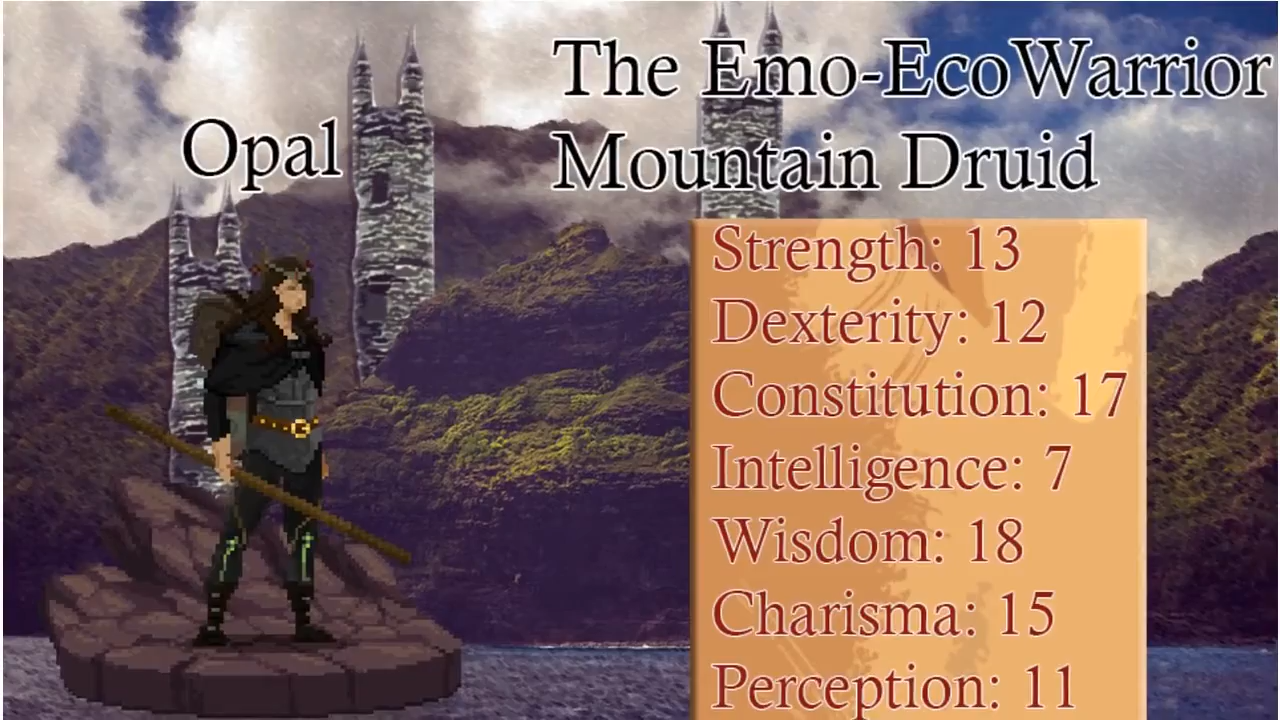 Opal
The Emo-EcoWarrior
Mountain Druid
Strength: 13
Dexterity: 12
Constitution: 17
Intelligence: 7
Wisdom: 18
Charisma: 15
Perception: 11